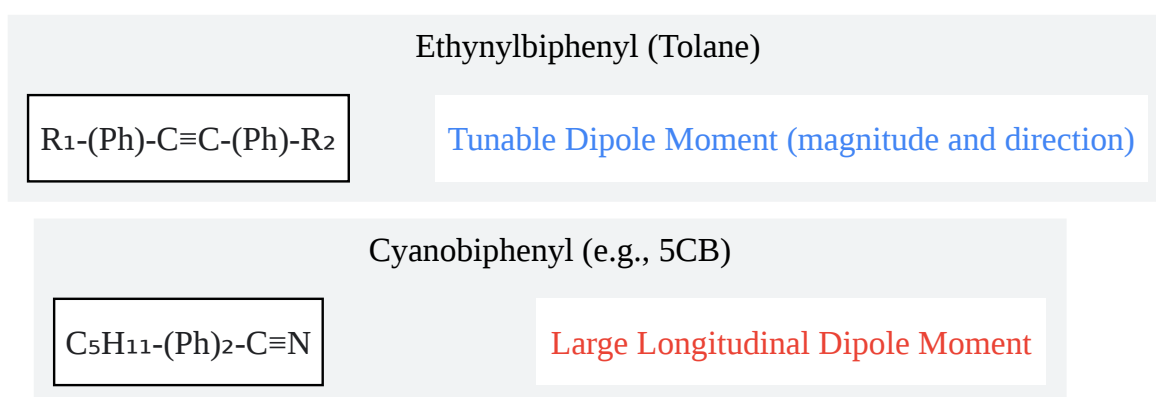 Ethynylbiphenyl (Tolane)
R₁-(Ph)-C≡C-(Ph)-R₂
Tunable Dipole Moment (magnitude and direction)
Cyanobiphenyl (e.g., 5CB)
C₅H₁₁-(Ph)₂-C≡N
Large Longitudinal Dipole Moment